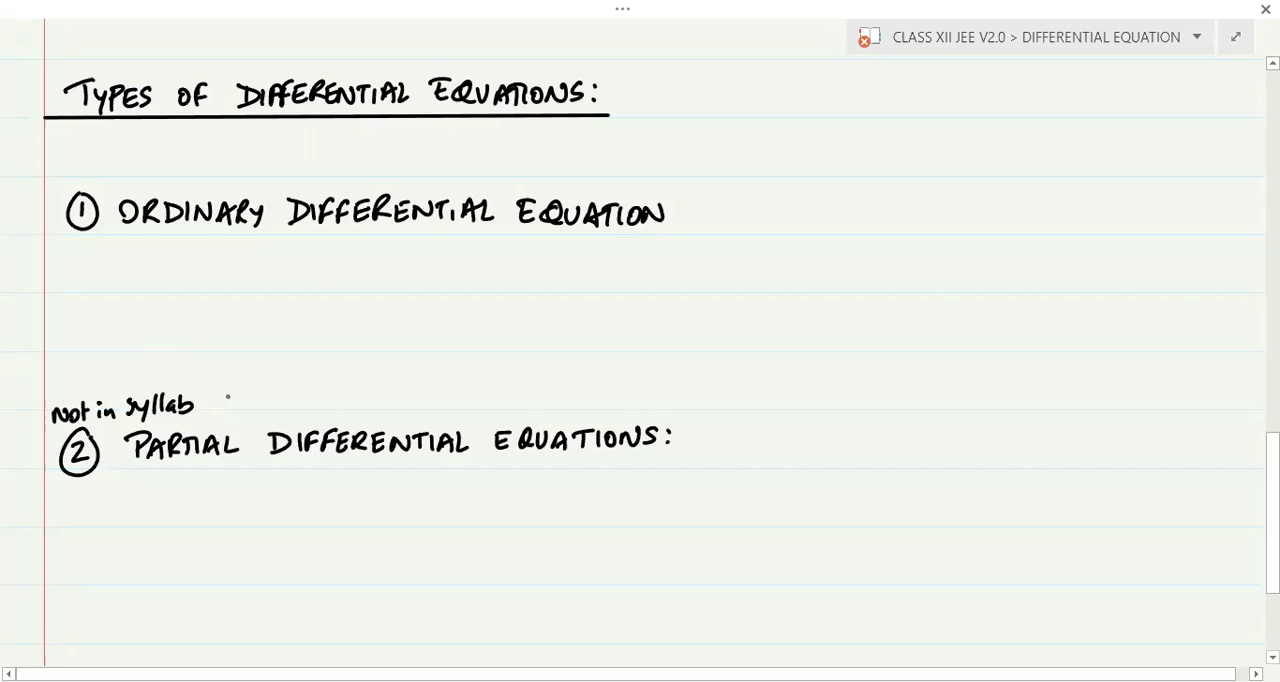 ...
CLASS XII JEE V2.0 > DIFFERENTIAL EQUATION
TYPES OF DIFFERENTIAL EQUATIONS:
1 ORDINARY DIFFERENTIAL EQUATION
Not in syllab
2 PARTIAL DIFFERENTIAL EQUATIONS: